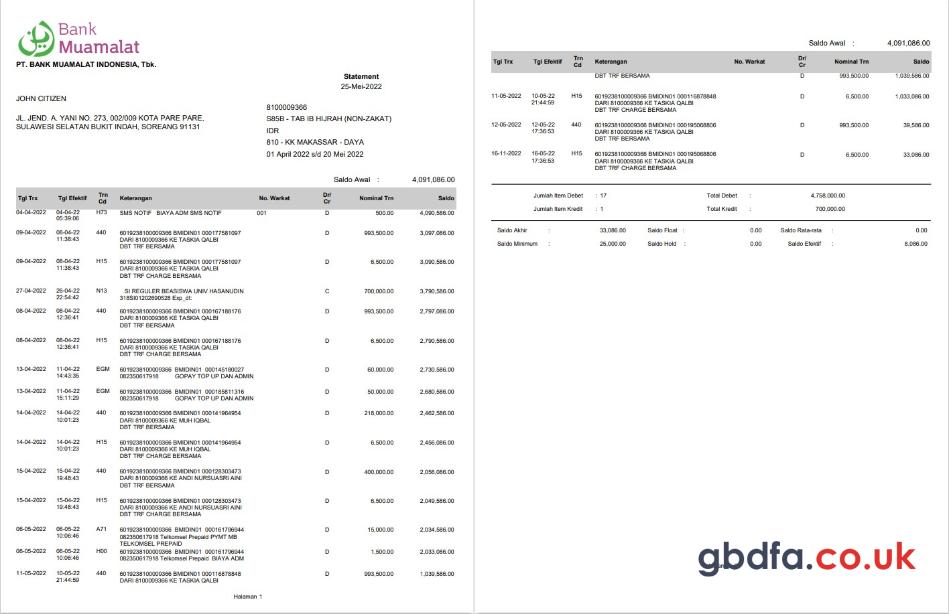 Bank
Muamalat
PT. BANK MUAMALAT INDONESIA, Tbk.
Statement
25-Mei-2022
JOHN CITIZEN
JL. JEND. A. YANI NO. 273, 002/009 KOTA PARE PARE,
SULAWESI SELATAN BUKIT INDAH, SOREANG 91131
8100009366
S85B - TAB IB HIJRAH (NON-ZAKAT)
IDR
810 - KK MAKASSAR - DAYA
01 April 2022 s/d 20 Mei 2022
Saldo Awal : 4,091,086.00
Tgl Trx Tgl Efektif Trn Cd Keterangan No. Warkat Dr/ Cr Nominal Trn Saldo
04-04-2022 04-04-22 H73 SMS NOTIF BIAYA ADM SMS NOTIF 001 D 500.00 4,090,586.00
05:39:06
09-04-2022 08-04-22 440 6019238100009366 BMIDIN01 000177581097 D 993,500.00 3,097,086.00
11:38:43 DARI 8100009366 KE TASKIA QALBI
DBT TRF BERSAMA
09-04-2022 08-04-22 H15 6019238100009366 BMIDIN01 000177581097 D 6,500.00 3,090,586.00
11:38:43 DARI 8100009366 KE TASKIA QALBI
DBT TRF CHARGE BERSAMA
27-04-2022 26-04-22 N13 .SI REGULER BEASISWA UNIV HASANUDIN C 700,000.00 3,790,586.00
22:54:42 318SI01202690528 Exp_dt:
08-04-2022 08-04-22 440 6019238100009366 BMIDIN01 000167188176 D 993,500.00 2,797,086.00
12:36:41 DARI 8100009366 KE TASKIA QALBI
DBT TRF BERSAMA
08-04-2022 08-04-22 H15 6019238100009366 BMIDIN01 000167188176 D 6,500.00 2,790,586.00
12:36:41 DARI 8100009366 KE TASKIA QALBI
DBT TRF CHARGE BERSAMA
13-04-2022 11-04-22 EGM 6019238100009366 BMIDIN01 000145180027 D 60,000.00 2,730,586.00
14:43:35 082350617918 GOPAY TOP UP DAN ADMIN
13-04-2022 11-04-22 EGM 6019238100009366 BMIDIN01 000185811316 D 50,000.00 2,680,586.00
15:11:29 082350617918 GOPAY TOP UP DAN ADMIN
14-04-2022 14-04-22 440 6019238100009366 BMIDIN01 000141964954 D 218,000.00 2,462,586.00
10:01:23 DARI 8100009366 KE MUH IQBAL
DBT TRF BERSAMA
14-04-2022 14-04-22 H15 6019238100009366 BMIDIN01 000141964954 D 6,500.00 2,456,086.00
10:01:23 DARI 8100009366 KE MUH IQBAL
DBT TRF CHARGE BERSAMA
15-04-2022 15-04-22 440 6019238100009366 BMIDIN01 000128303473 D 400,000.00 2,056,086.00
19:48:43 DARI 8100009366 KE ANDI NURSUASRI AINI
DBT TRF BERSAMA
15-04-2022 15-04-22 H15 6019238100009366 BMIDIN01 000128303473 D 6,500.00 2,049,586.00
19:48:43 DARI 8100009366 KE ANDI NURSUASRI AINI
DBT TRF CHARGE BERSAMA
06-05-2022 06-05-22 A71 6019238100009366 BMIDIN01 000161796944 D 15,000.00 2,034,586.00
10:06:46 082350617918 Telkomsel Prepaid PYMT MB
TELKOMSEL PREPAID
06-05-2022 06-05-22 H00 6019238100009366 BMIDIN01 000161796944 D 1,500.00 2,033,086.00
10:06:46 082350617918 Telkomsel Prepaid BIAYA ADM
11-05-2022 10-05-22 440 6019238100009366 BMIDIN01 000116878848 D 993,500.00 1,039,586.00
21:44:59 DARI 8100009366 KE TASKIA QALBI
Halaman 1
Saldo Awal : 4,091,086.00
Tgl Trx Tgl Efektif Trn Cd Keterangan No. Warkat Dr/ Cr Nominal Trn Saldo
DBT TRF BERSAMA D 993,500.00 1,039,586.00
11-05-2022 10-05-22 H15 6019238100009366 BMIDIN01 000116878848 D 6,500.00 1,033,086.00
21:44:59 DARI 8100009366 KE TASKIA QALBI
DBT TRF CHARGE BERSAMA
12-05-2022 12-05-22 440 6019238100009366 BMIDIN01 000195068806 D 993,500.00 39,586.00
17:36:53 DARI 8100009366 KE TASKIA QALBI
DBT TRF BERSAMA
16-11-2022 16-05-22 H15 6019238100009366 BMIDIN01 000195068806 D 6,500.00 33,086.00
17:36:53 DARI 8100009366 KE TASKIA QALBI
DBT TRF CHARGE BERSAMA
Jumlah Item Debet : 17 Total Debet : 4,758,000.00
Jumlah Item Kredit : 1 Total Kredit : 700,000.00
Saldo Akhir : 33,086.00 Saldo Float : 0.00 Saldo Rata-rata : 0.00
Saldo Minimum : 25,000.00 Saldo Hold : 0.00 Saldo Efektif : 8,086.00
gbdfa.co.uk